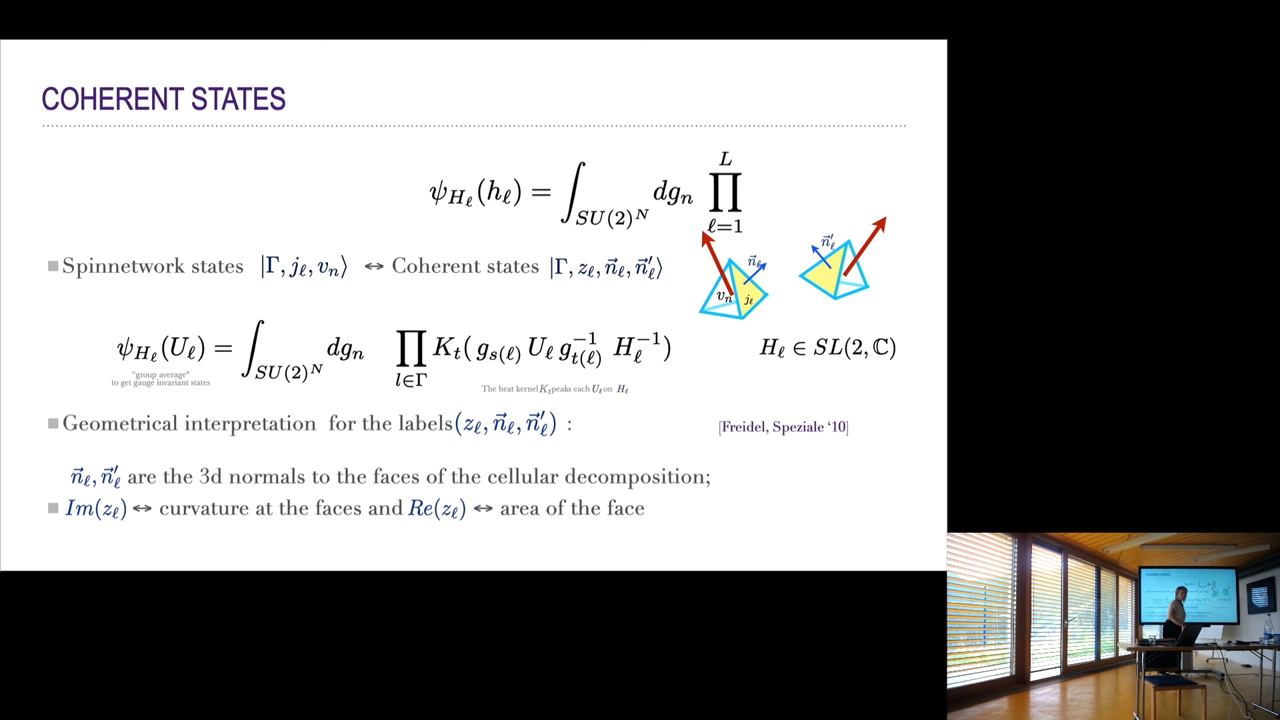 COHERENT STATES
ψ_{H_ℓ}(h_ℓ) = ∫_{SU(2)^N} dg_n ∏_{ℓ=1}^{L}
Spinnetwork states |Γ, j_ℓ, v_n⟩ ↔ Coherent states |Γ, z_ℓ, n⃗_ℓ, n⃗′_ℓ⟩
n⃗_ℓ
n⃗′_ℓ
v_n
j_ℓ
ψ_{H_ℓ}(U_ℓ) = ∫_{SU(2)^N} dg_n ∏_{l∈Γ} K_t( g_{s(ℓ)} U_ℓ g_{t(ℓ)}^{-1} H_ℓ^{-1} )
H_ℓ ∈ SL(2, ℂ)
"group average"
to get gauge invariant states
The heat kernel K_t peaks each U_ℓ on H_ℓ
Geometrical interpretation for the labels (z_ℓ, n⃗_ℓ, n⃗′_ℓ) :
[Freidel, Speziale ‘10]
n⃗_ℓ, n⃗′_ℓ are the 3d normals to the faces of the cellular decomposition;
Im(z_ℓ) ↔ curvature at the faces and Re(z_ℓ) ↔ area of the face